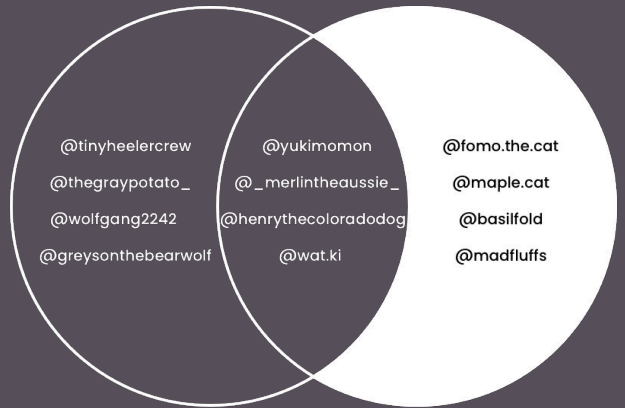 @tinyheelercrew
@thegraypotato_
@wolfgang2242
@greysonthebearwolf
@yukimomon
@_merlintheaussie_
@henrythecoloradodog
@wat.ki
@fomo.the.cat
@maple.cat
@basilfold
@madfluffs